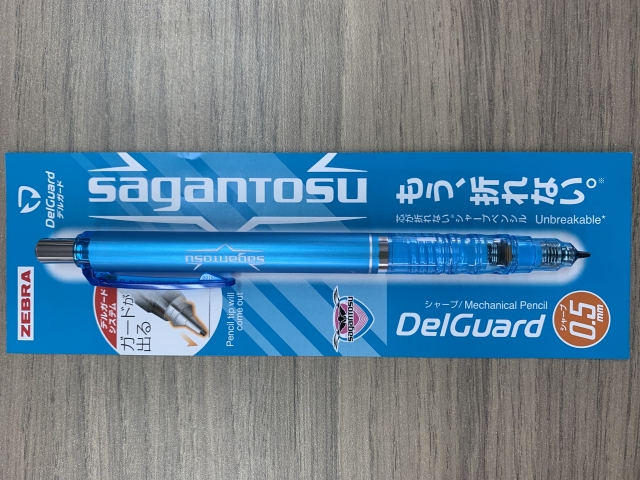 DelGuard
デルガード
sagantosu
もう、折れない。※
芯が折れない*シャープペンシル Unbreakable*
sagantosu
ZEBRA
デルガード
システム
ガードが
出る!
Pencil tip will
come out
sagantosu
シャープ/Mechanical Pencil
DelGuard
シャープ
0.5
mm